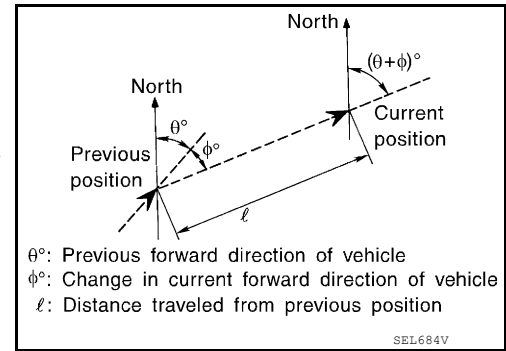 North
(θ+ϕ)°
North
θ°
ϕ°
Current
position
Previous
position
ℓ
θ°: Previous forward direction of vehicle
ϕ°: Change in current forward direction of vehicle
ℓ: Distance traveled from previous position
SEL684V